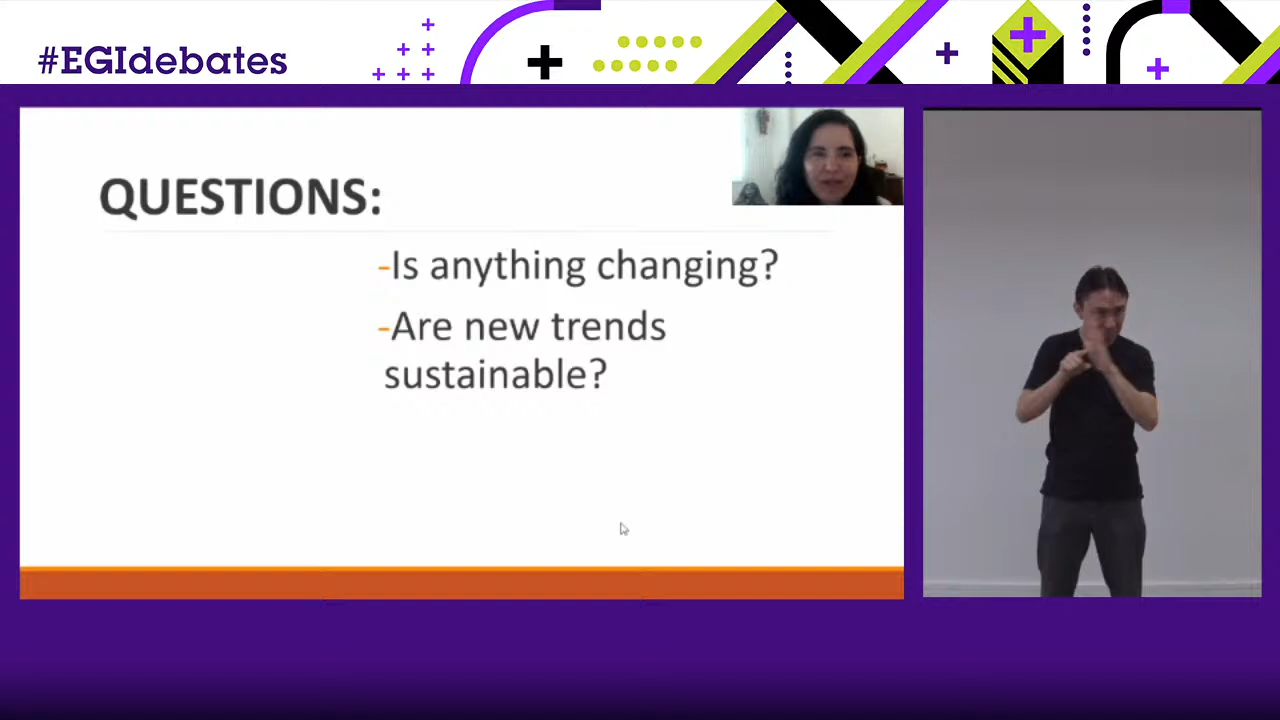 #EGIdebates
QUESTIONS:
-Is anything changing?
-Are new trends
sustainable?